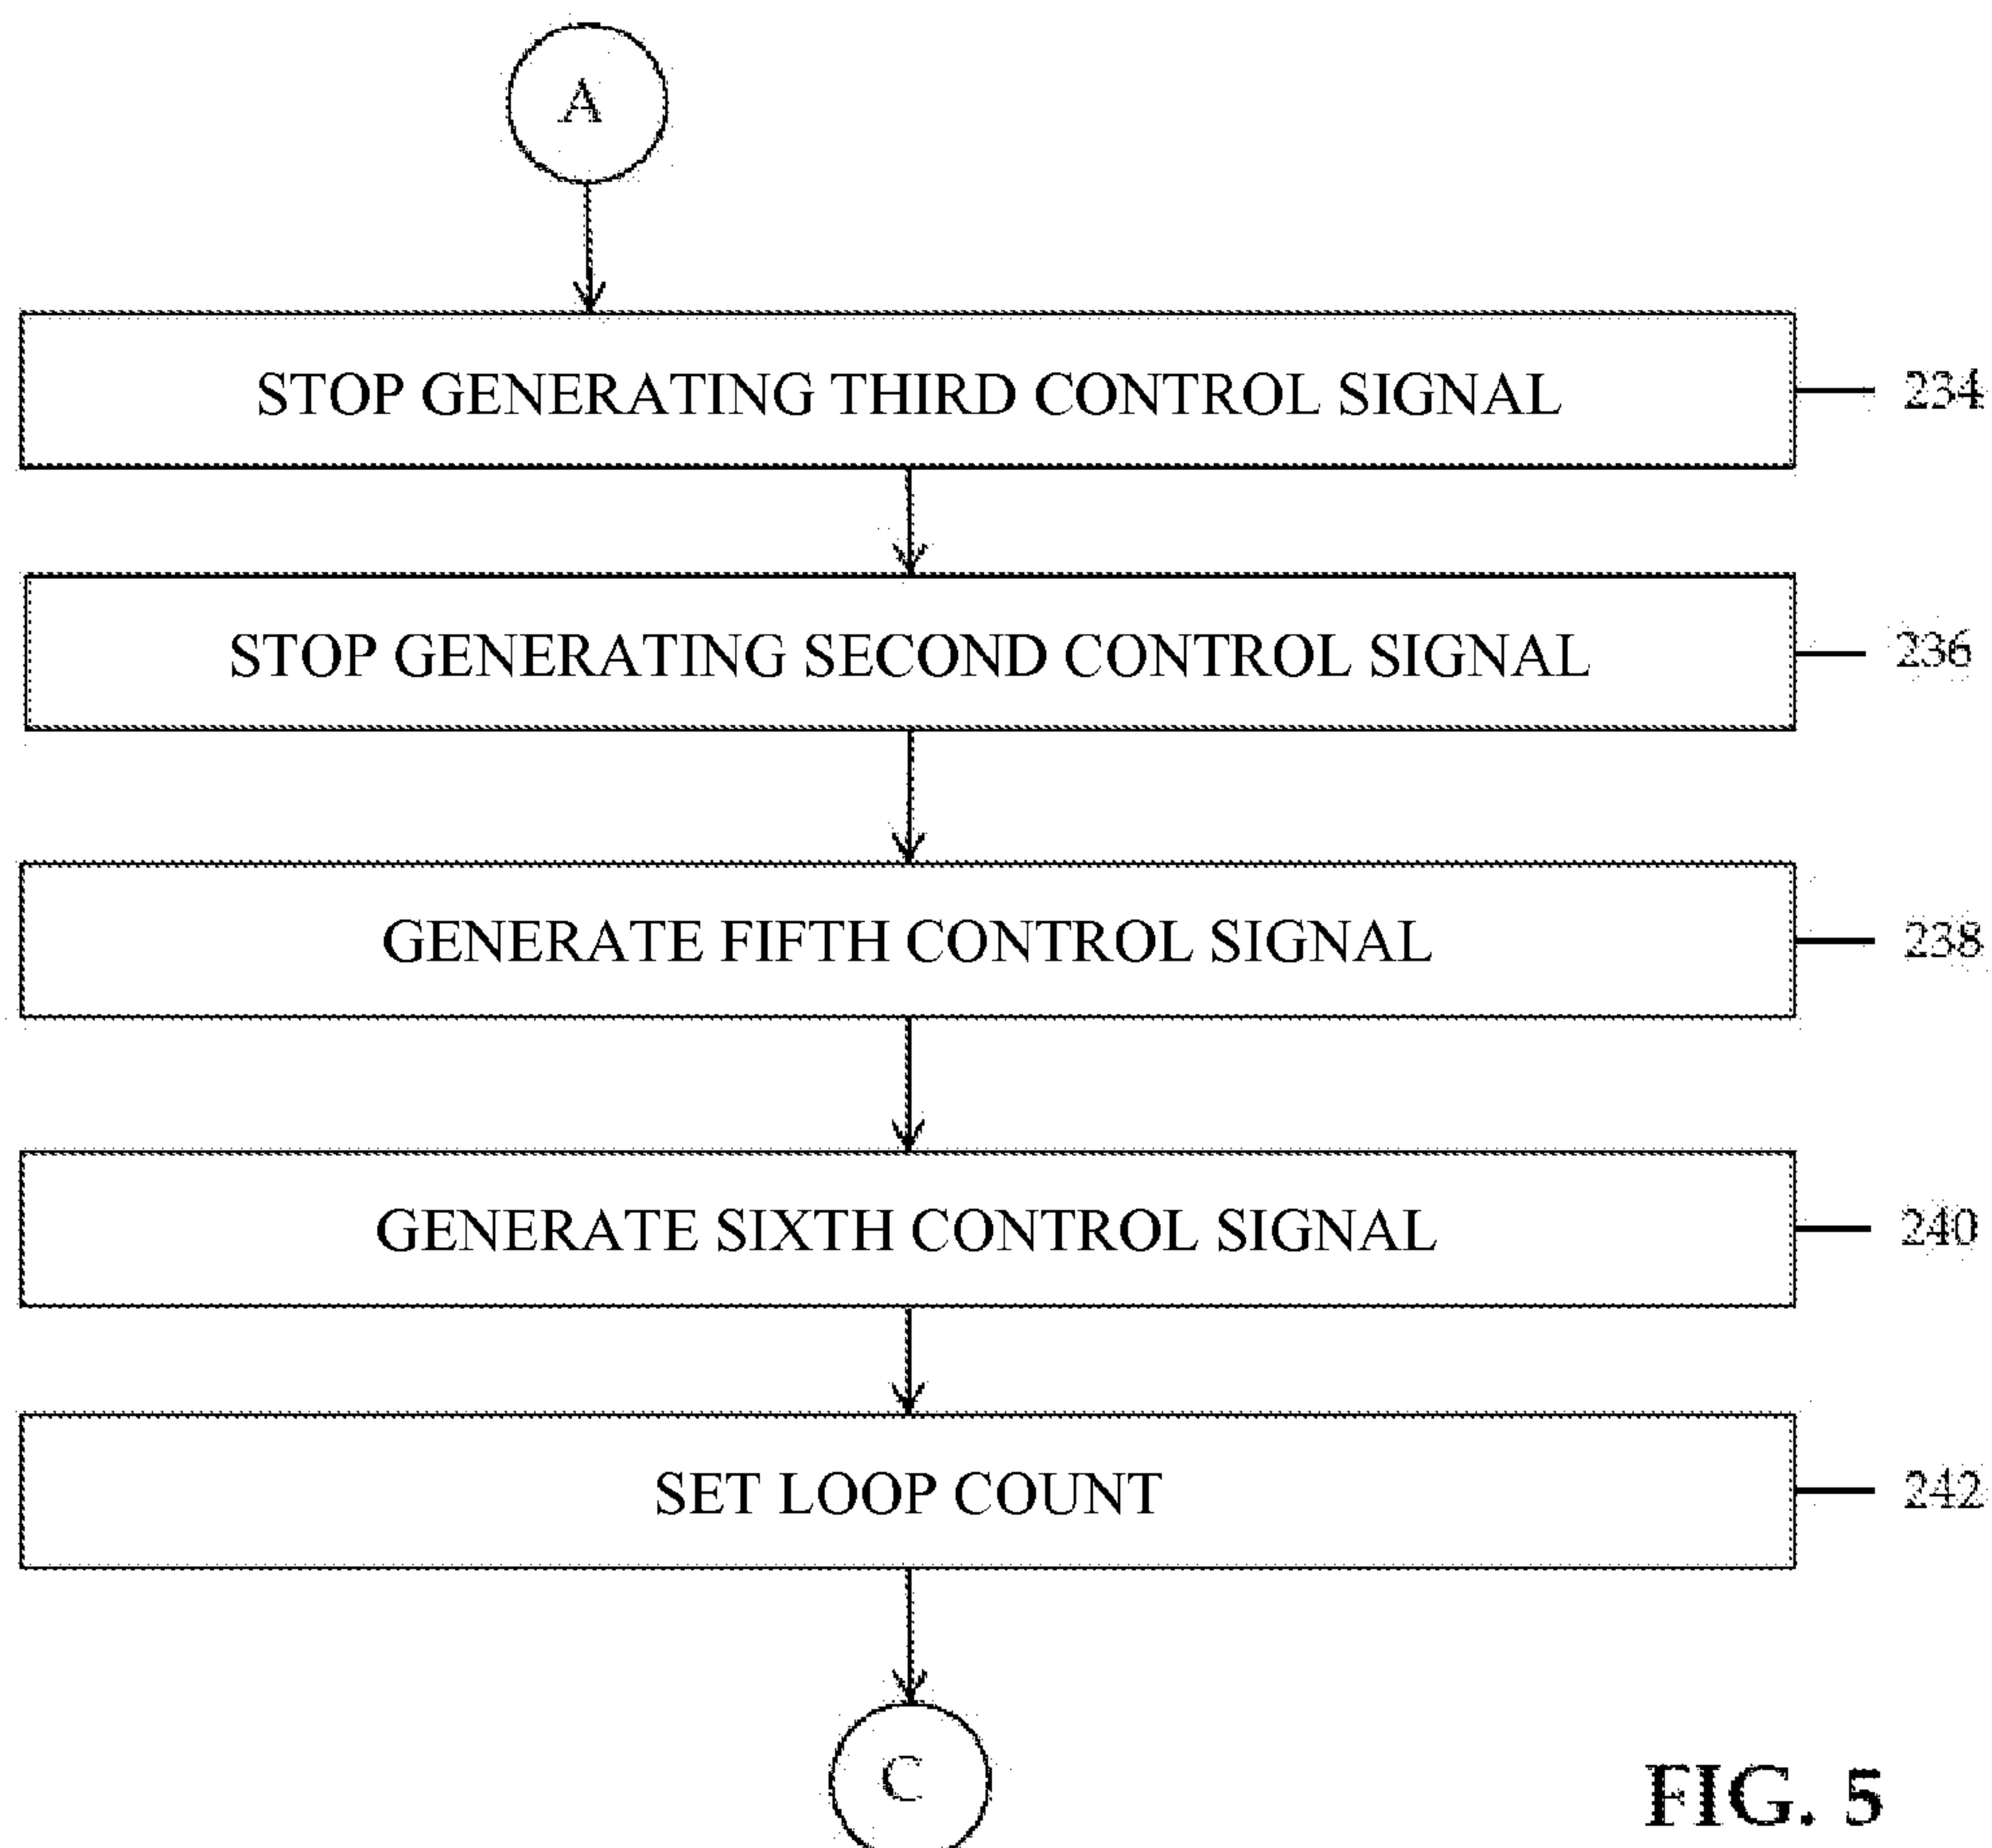 A
STOP GENERATING THIRD CONTROL SIGNAL
234
STOP GENERATING SECOND CONTROL SIGNAL
236
GENERATE FIFTH CONTROL SIGNAL
238
GENERATE SIXTH CONTROL SIGNAL
240
SET LOOP COUNT
242
C
FIG. 5